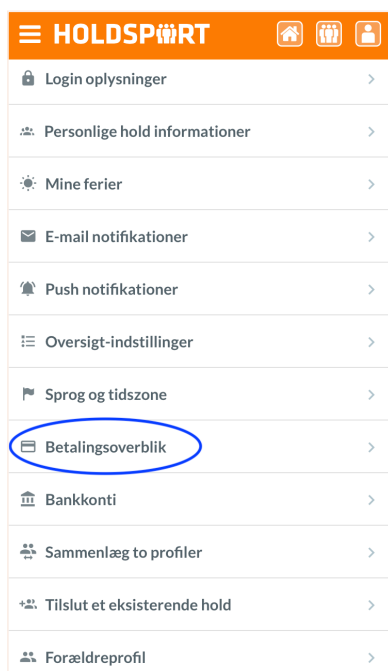 HOLDSPORT
Login oplysninger
Personlige hold informationer
Mine ferier
E-mail notifikationer
Push notifikationer
Oversigt-indstillinger
Sprog og tidszone
Betalingsoverblik
Bankkonti
Sammenlæg to profiler
Tilslut et eksisterende hold
Forældreprofil